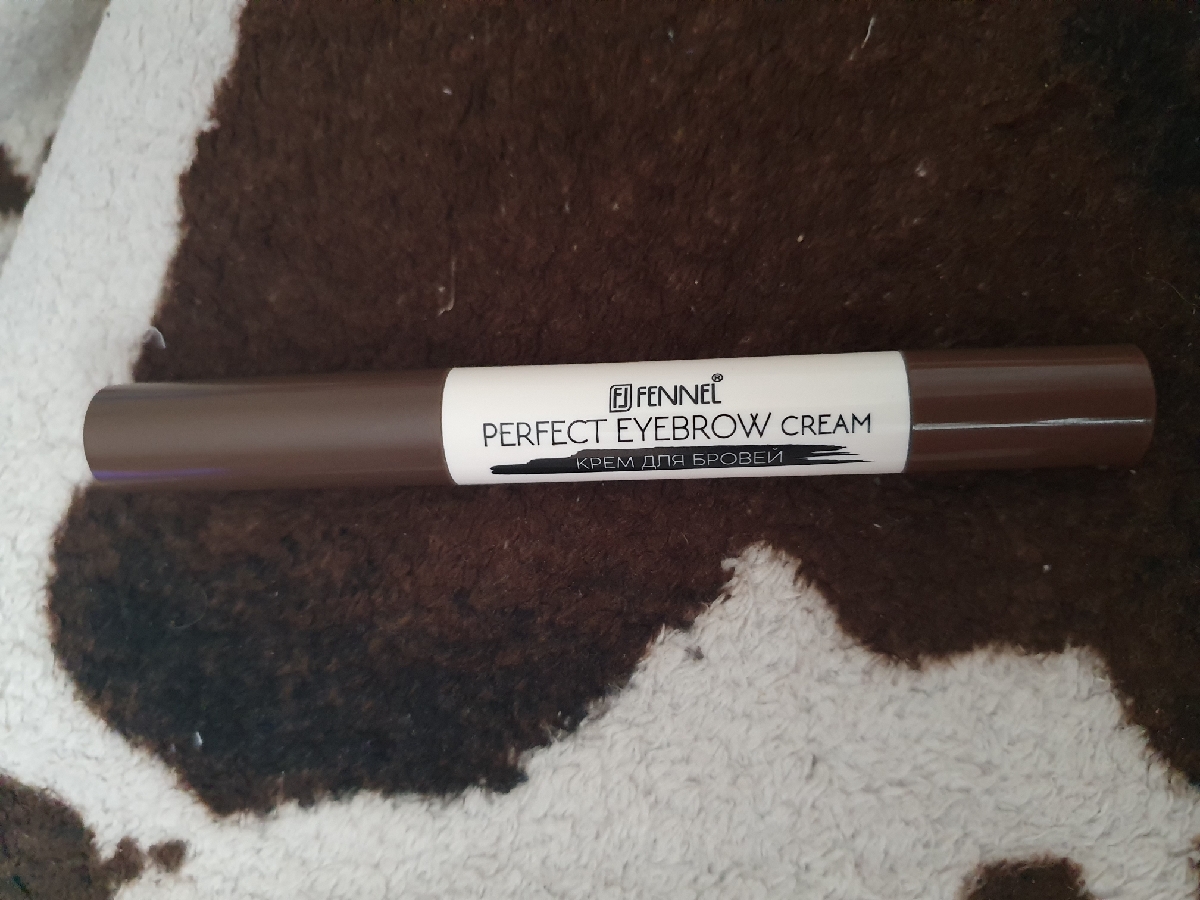 FJ FENNEL®
PERFECT EYEBROW CREAM
КРЕМ ДЛЯ БРОВЕЙ